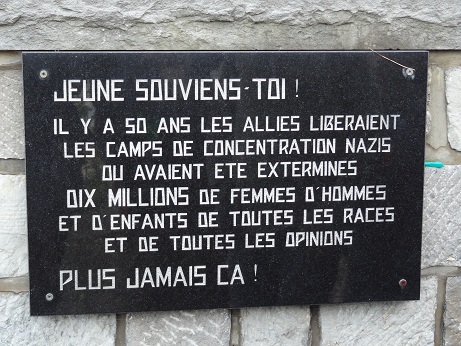 JEUNE SOUVIENS-TOI !
IL Y A 50 ANS LES ALLIES LIBERAIENT
LES CAMPS DE CONCENTRATION NAZIS
OU AVAIENT ETE EXTERMINES
DIX MILLIONS DE FEMMES D'HOMMES
ET D'ENFANTS DE TOUTES LES RACES
ET DE TOUTES LES OPINIONS
PLUS JAMAIS CA !